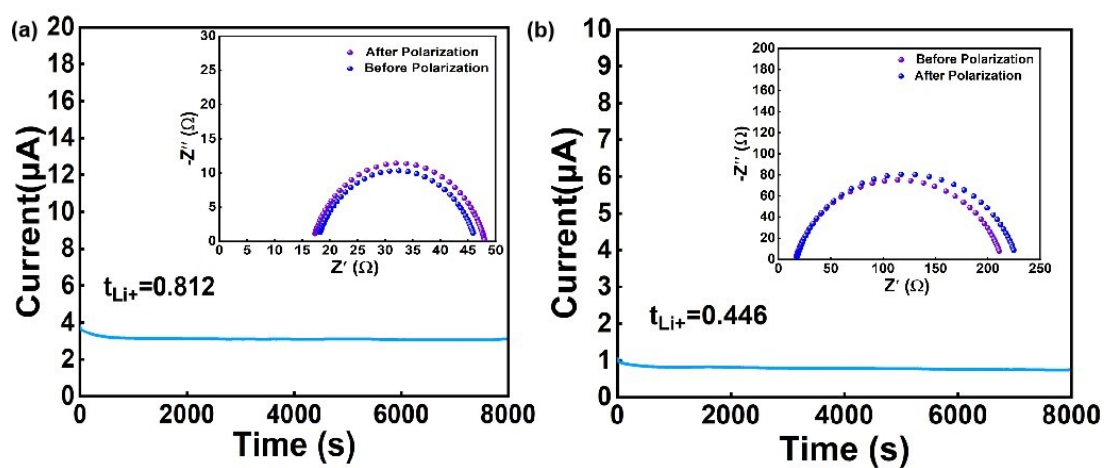 (a)
20
18
16
14
12
10
8
6
4
2
0
Current(µA)
0 2000 4000 6000 8000
Time (s)
t_Li+=0.812
30
25
20
15
10
5
0
-Z'' (Ω)
After Polarization
Before Polarization
0 5 10 15 20 25 30 35 40 45 50
Z' (Ω)
(b)
10
9
8
7
6
5
4
3
2
1
0
Current(µA)
0 2000 4000 6000 8000
Time (s)
t_Li+=0.446
200
180
160
140
120
100
80
60
40
20
0
-Z'' (Ω)
Before Polarization
After Polarization
0 50 100 150 200 250
Z' (Ω)